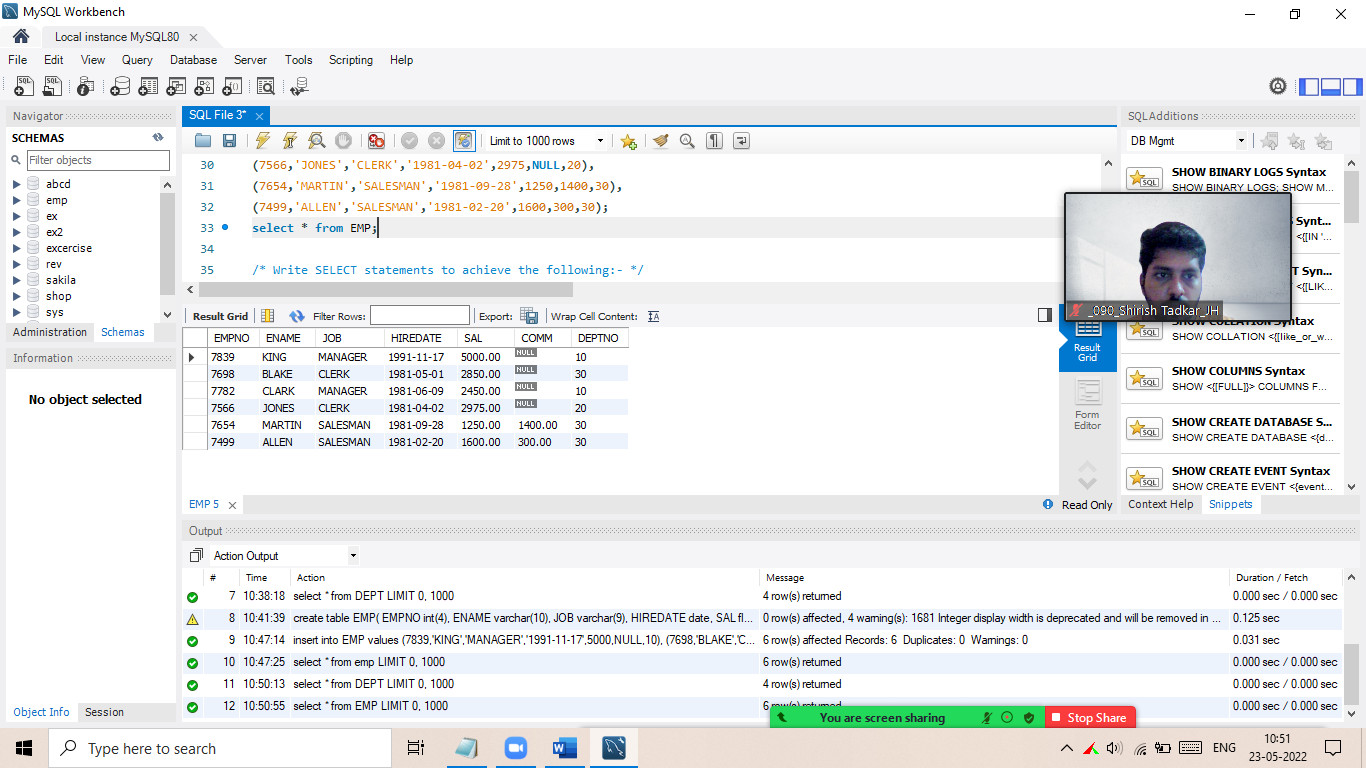 MySQL Workbench
Local instance MySQL80
File Edit View Query Database Server Tools Scripting Help
Navigator
SCHEMAS
Filter objects
abcd
emp
ex
ex2
excercise
rev
sakila
shop
sys
Administration Schemas
Information
No object selected
Object Info Session
SQL File 3*
Limit to 1000 rows
30 (7566,'JONES','CLERK','1981-04-02',2975,NULL,20),
31 (7654,'MARTIN','SALESMAN','1981-09-28',1250,1400,30),
32 (7499,'ALLEN','SALESMAN','1981-02-20',1600,300,30);
33 select * from EMP;
34
35 /* Write SELECT statements to achieve the following:- */
Result Grid Filter Rows: Export: Wrap Cell Content:
EMPNO ENAME JOB HIREDATE SAL COMM DEPTNO
7839 KING MANAGER 1991-11-17 5000.00 NULL 10
7698 BLAKE CLERK 1981-05-01 2850.00 NULL 30
7782 CLARK MANAGER 1981-06-09 2450.00 NULL 10
7566 JONES CLERK 1981-04-02 2975.00 NULL 20
7654 MARTIN SALESMAN 1981-09-28 1250.00 1400.00 30
7499 ALLEN SALESMAN 1981-02-20 1600.00 300.00 30
Result
Grid
Form
Editor
EMP 5
Read Only
SQLAdditions
DB Mgmt
SQL
SHOW BINARY LOGS Syntax
SHOW BINARY LOGS; SHOW M...
Synt...
<{[IN '...
T Syn...
<{[LIK...
_090_Shirish Tadkar_JH
SQL
SHOW COLLATION Syntax
SHOW COLLATION <{[like_or_w...
SQL
SHOW COLUMNS Syntax
SHOW <{[FULL]}> COLUMNS F...
SQL
SHOW CREATE DATABASE S...
SHOW CREATE DATABASE <{d...
SQL
SHOW CREATE EVENT Syntax
SHOW CREATE EVENT <{event...
Context Help Snippets
Output
Action Output
# Time Action Message Duration / Fetch
7 10:38:18 select * from DEPT LIMIT 0, 1000 4 row(s) returned 0.000 sec / 0.000 sec
8 10:41:39 create table EMP( EMPNO int(4), ENAME varchar(10), JOB varchar(9), HIREDATE date, SAL fl... 0 row(s) affected, 4 warning(s): 1681 Integer display width is deprecated and will be removed in ... 0.125 sec
9 10:47:14 insert into EMP values (7839,'KING','MANAGER','1991-11-17',5000,NULL,10), (7698,'BLAKE','C... 6 row(s) affected Records: 6 Duplicates: 0 Warnings: 0 0.031 sec
10 10:47:25 select * from emp LIMIT 0, 1000 6 row(s) returned 0.000 sec / 0.000 sec
11 10:50:13 select * from DEPT LIMIT 0, 1000 4 row(s) returned 0.000 sec / 0.000 sec
12 10:50:55 select * from EMP LIMIT 0, 1000 6 row(s) returned 0.000 sec / 0.000 sec
You are screen sharing Stop Share
Type here to search
ENG
10:51
23-05-2022